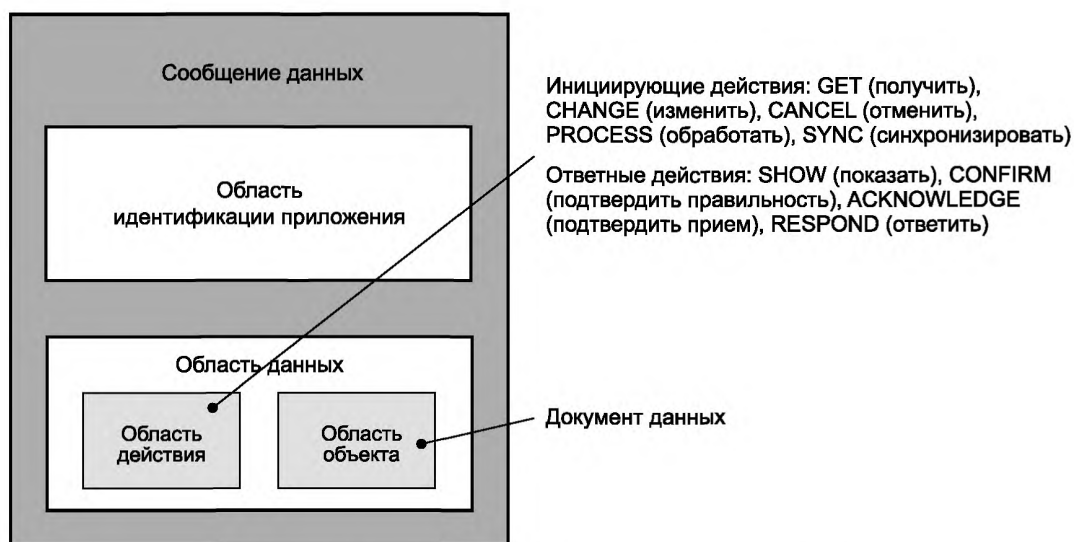 Сообщение данных
Область
идентификации приложения
Область данных
Область
действия
Область
объекта
Инициирующие действия: GET (получить),
CHANGE (изменить), CANCEL (отменить),
PROCESS (обработать), SYNC (синхронизировать)
Ответные действия: SHOW (показать), CONFIRM
(подтвердить правильность), ACKNOWLEDGE
(подтвердить прием), RESPOND (ответить)
Документ данных